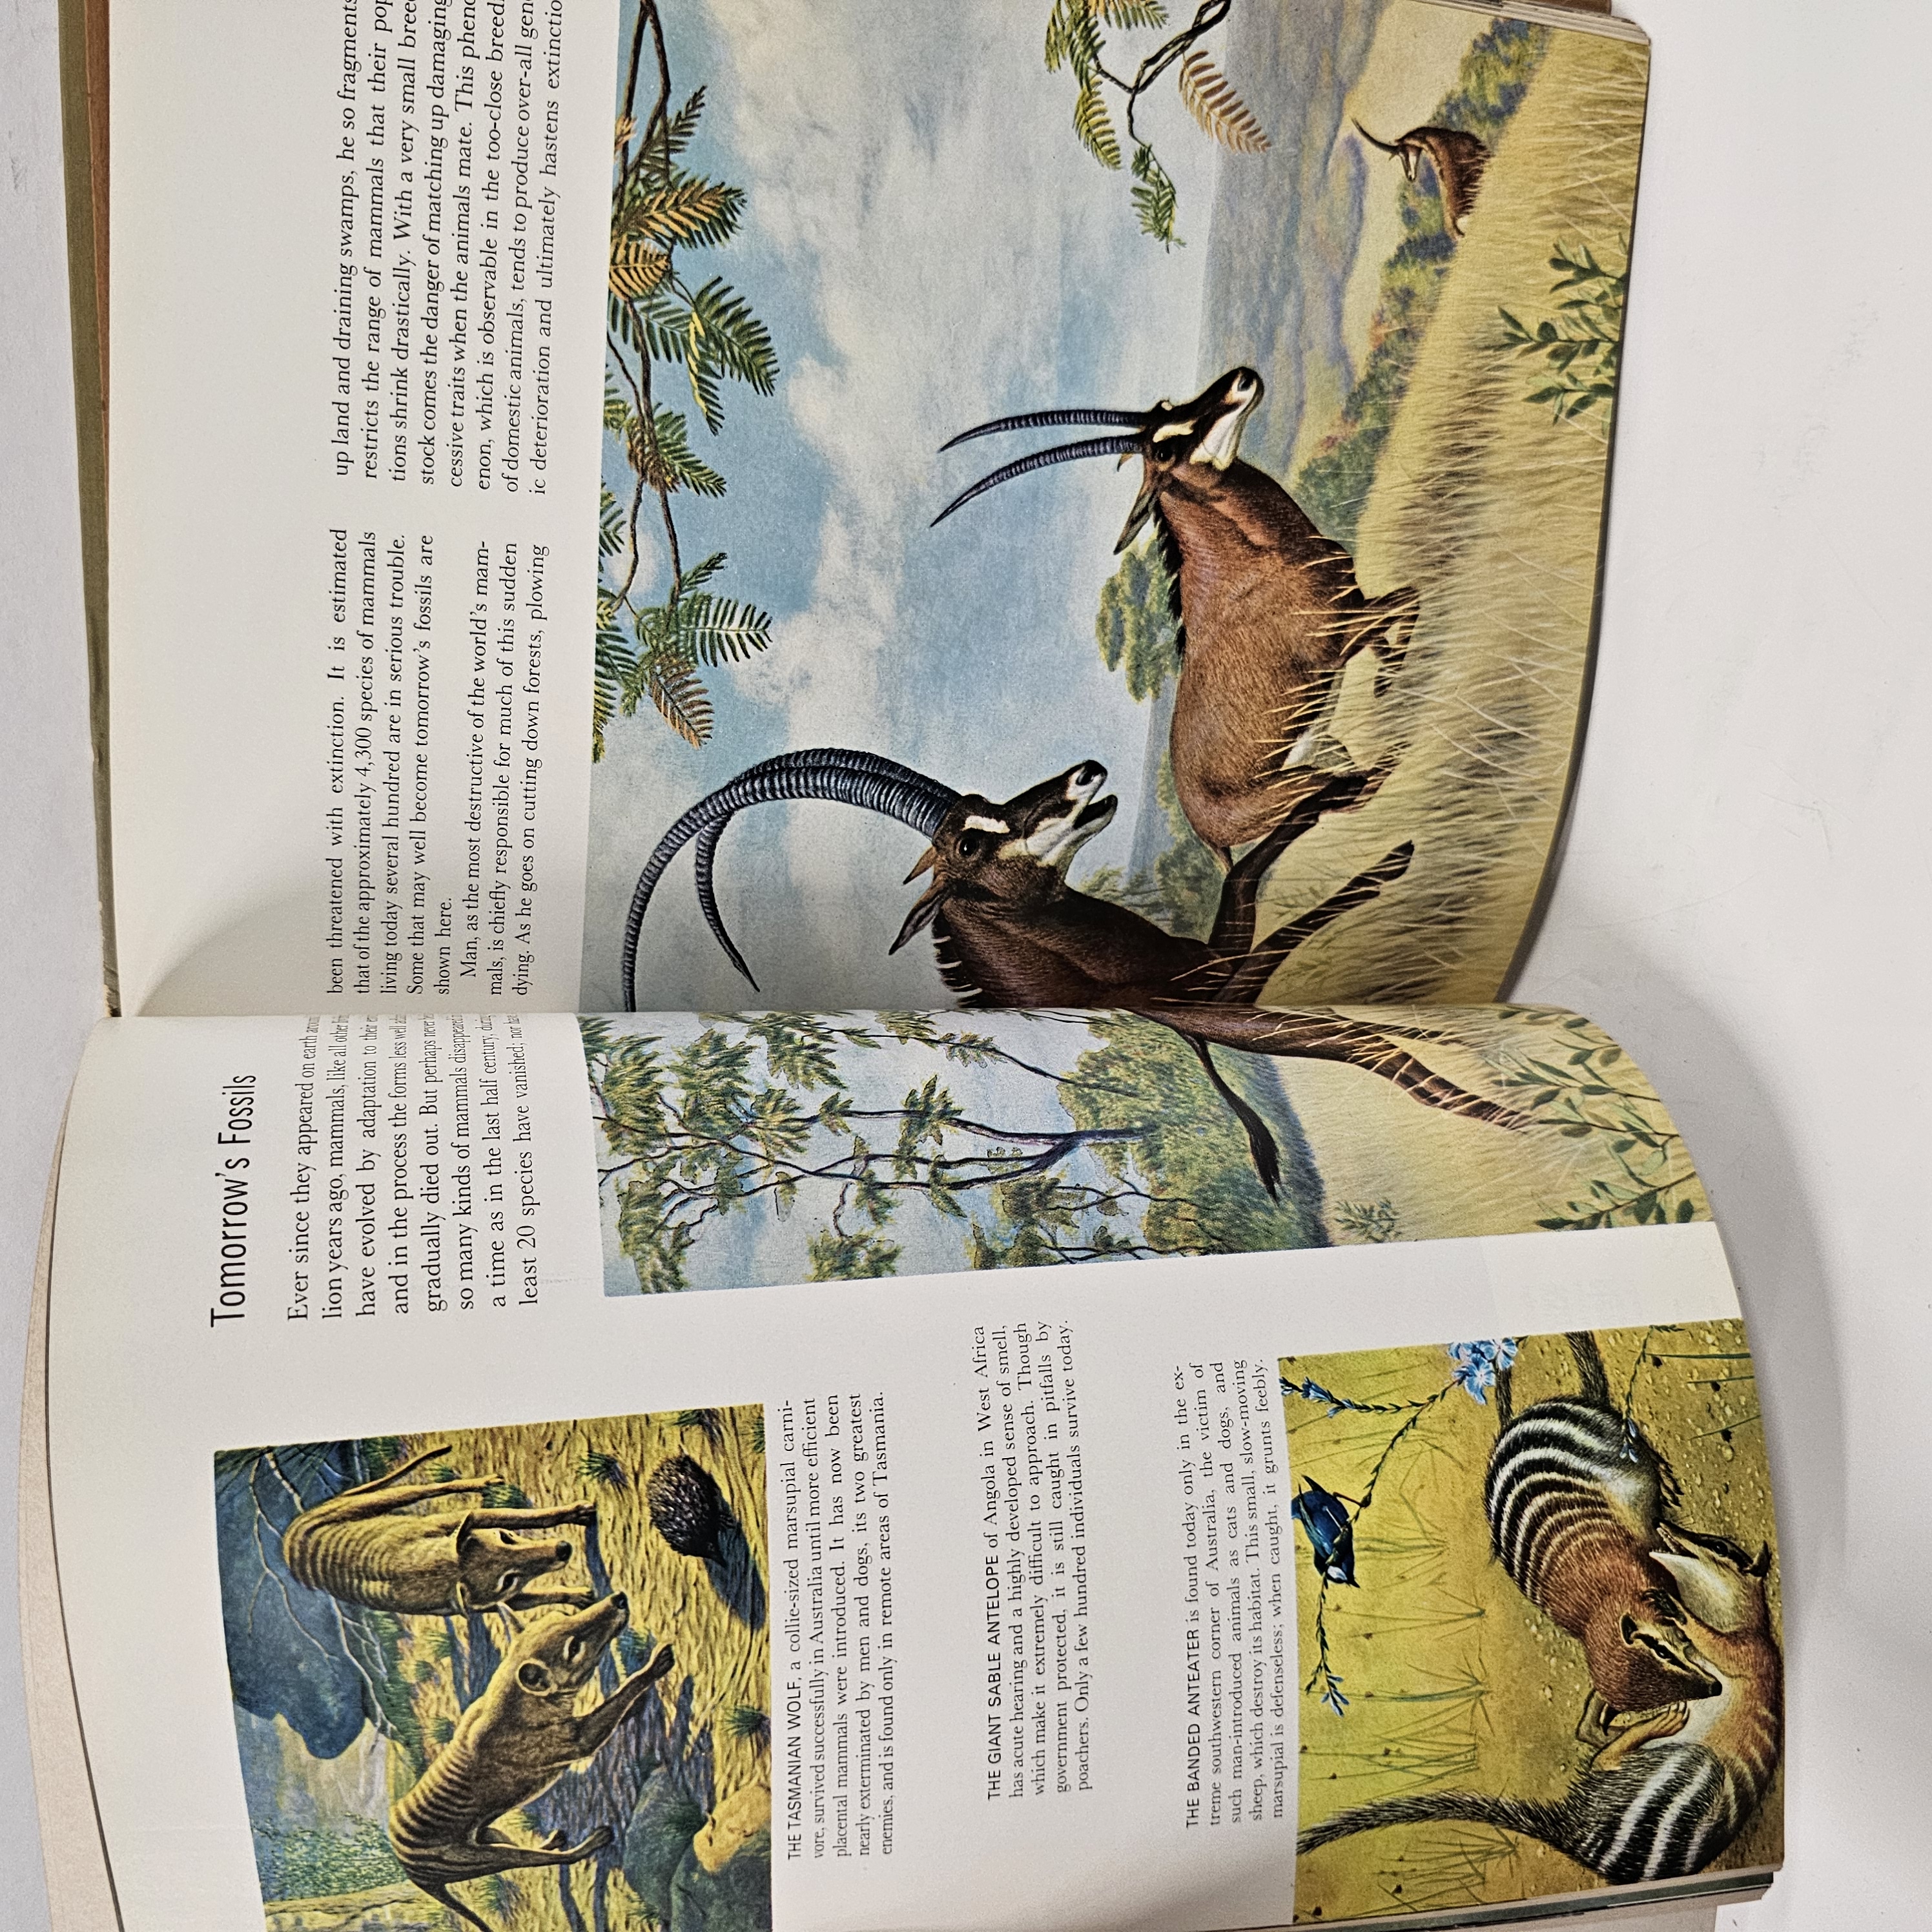 Tomorrow's Fossils
Ever since they appeared on earth
lion years ago, mammals, like all other
have evolved by adaptation to their
and in the process the forms less well
gradually died out. But perhaps never
so many kinds of mammals disappeared
a time as in the last half century,
least 20 species have vanished; nor
been threatened with extinction. It is estimated
that of the approximately 4,300 species of mammals
living today several hundred are in serious trouble.
Some that may well become tomorrow's fossils are
shown here.
Man, as the most destructive of the world's mam-
mals, is chiefly responsible for much of this sudden
dying. As he goes on cutting down forests, plowing
up land and draining swamps, he so fragments
restricts the range of mammals that their pop
tions shrink drastically. With a very small bree
stock comes the danger of matching up damaging
cessive traits when the animals mate. This pheno
enon, which is observable in the too-close breed
of domestic animals, tends to produce over-all gen
ic deterioration and ultimately hastens extinctio
THE TASMANIAN WOLF, a collie-sized marsupial carni-
vore, survived successfully in Australia until more efficient
placental mammals were introduced. It has now been
nearly exterminated by men and dogs, its two greatest
enemies, and is found only in remote areas of Tasmania.
THE GIANT SABLE ANTELOPE of Angola in West Africa
has acute hearing and a highly developed sense of smell,
which make it extremely difficult to approach. Though
government protected, it is still caught in pitfalls by
poachers. Only a few hundred individuals survive today.
THE BANDED ANTEATER is found today only in the ex-
treme southwestern corner of Australia, the victim of
such man-introduced animals as cats and dogs, and
sheep, which destroy its habitat. This small, slow-moving
marsupial is defenseless; when caught, it grunts feebly.